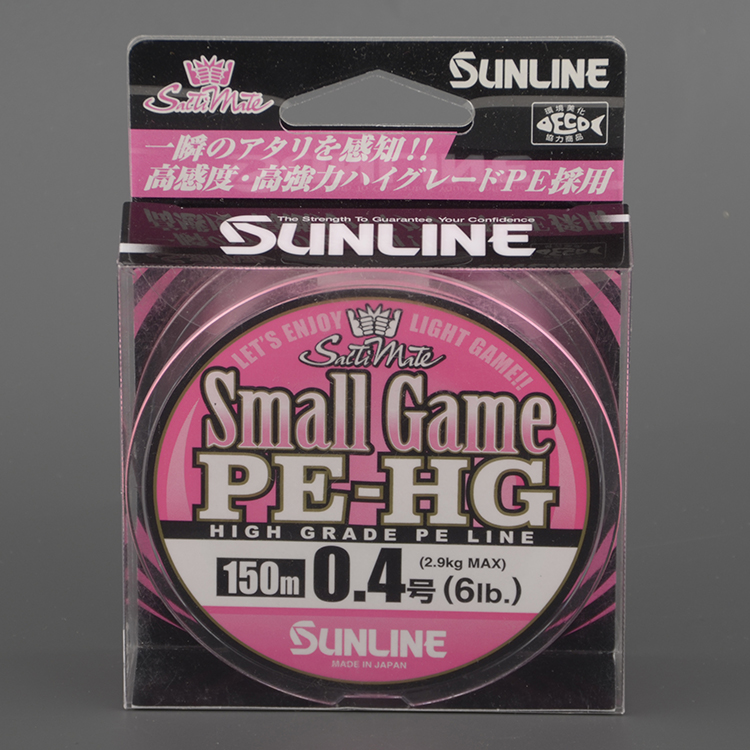 SaltiMate
SUNLINE
環境美化
ECO
協力商品
一瞬のアタリを感知!!
高感度・高強力ハイグレードPE採用
The Strength To Guarantee Your Confidence
SUNLINE
LET'S ENJOY LIGHT GAME!!
SaltiMate
Small Game
PE-HG
HIGH GRADE PE LINE
150m 0.4号 (2.9kg MAX) (6lb.)
SUNLINE
MADE IN JAPAN